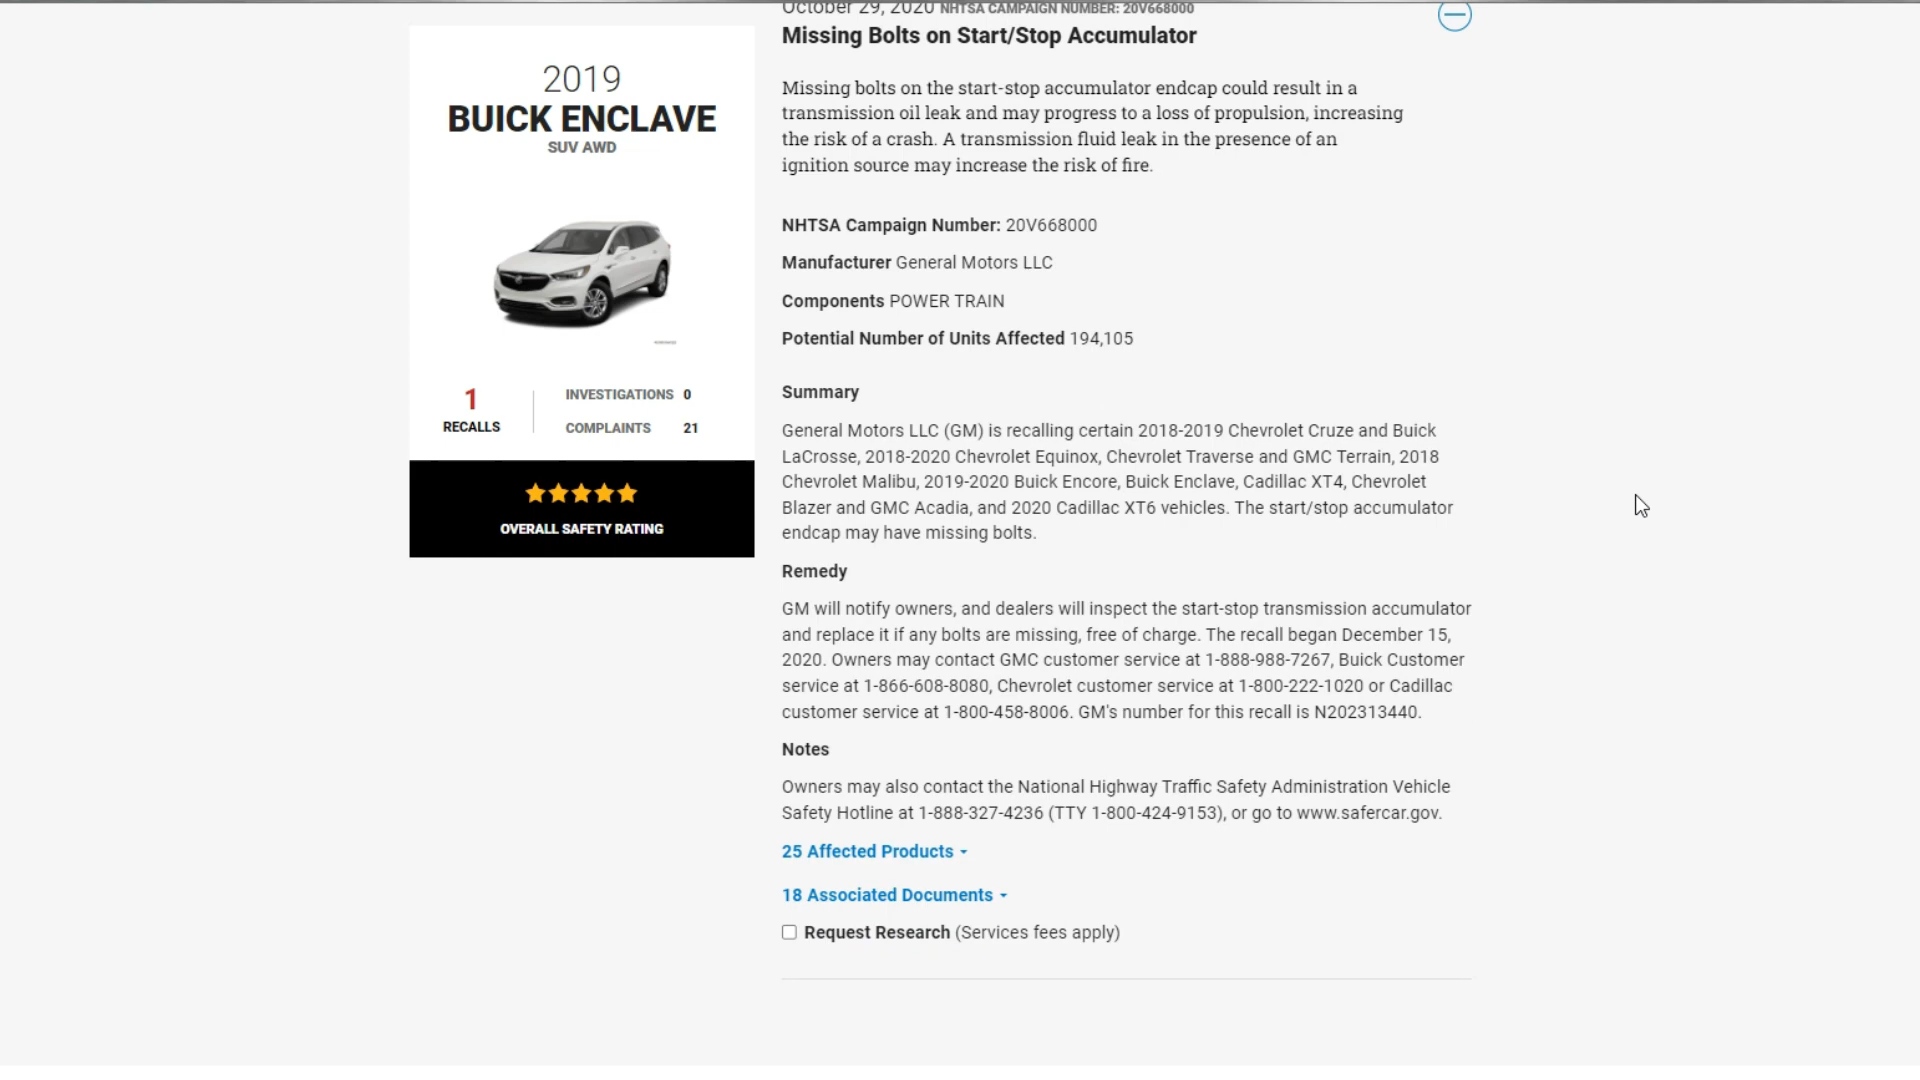 October 29, 2020 NHTSA CAMPAIGN NUMBER: 20V668000
Missing Bolts on Start/Stop Accumulator
2019
BUICK ENCLAVE
SUV AWD
1
RECALLS
INVESTIGATIONS 0
COMPLAINTS 21
OVERALL SAFETY RATING
Missing bolts on the start-stop accumulator endcap could result in a
transmission oil leak and may progress to a loss of propulsion, increasing
the risk of a crash. A transmission fluid leak in the presence of an
ignition source may increase the risk of fire.
NHTSA Campaign Number: 20V668000
Manufacturer General Motors LLC
Components POWER TRAIN
Potential Number of Units Affected 194,105
Summary
General Motors LLC (GM) is recalling certain 2018-2019 Chevrolet Cruze and Buick
LaCrosse, 2018-2020 Chevrolet Equinox, Chevrolet Traverse and GMC Terrain, 2018
Chevrolet Malibu, 2019-2020 Buick Encore, Buick Enclave, Cadillac XT4, Chevrolet
Blazer and GMC Acadia, and 2020 Cadillac XT6 vehicles. The start/stop accumulator
endcap may have missing bolts.
Remedy
GM will notify owners, and dealers will inspect the start-stop transmission accumulator
and replace it if any bolts are missing, free of charge. The recall began December 15,
2020. Owners may contact GMC customer service at 1-888-988-7267, Buick Customer
service at 1-866-608-8080, Chevrolet customer service at 1-800-222-1020 or Cadillac
customer service at 1-800-458-8006. GM's number for this recall is N202313440.
Notes
Owners may also contact the National Highway Traffic Safety Administration Vehicle
Safety Hotline at 1-888-327-4236 (TTY 1-800-424-9153), or go to www.safercar.gov.
25 Affected Products
18 Associated Documents
Request Research (Services fees apply)